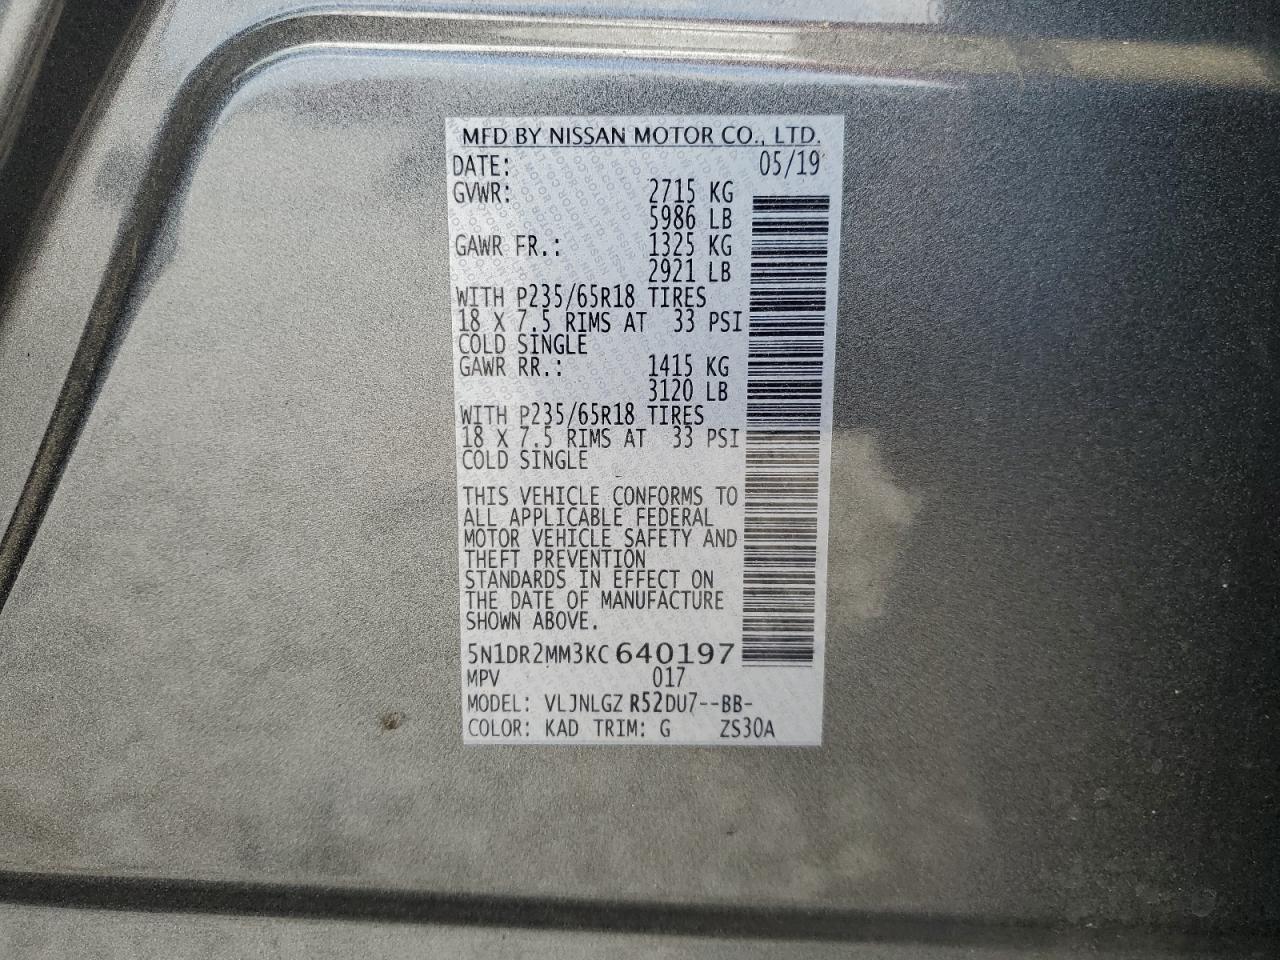 MFD BY NISSAN MOTOR CO., LTD.
DATE: 05/19
GVWR: 2715 KG
5986 LB
GAWR FR.: 1325 KG
2921 LB
WITH P235/65R18 TIRES
18 X 7.5 RIMS AT 33 PSI
COLD SINGLE
GAWR RR.: 1415 KG
3120 LB
WITH P235/65R18 TIRES
18 X 7.5 RIMS AT 33 PSI
COLD SINGLE
THIS VEHICLE CONFORMS TO
ALL APPLICABLE FEDERAL
MOTOR VEHICLE SAFETY AND
THEFT PREVENTION
STANDARDS IN EFFECT ON
THE DATE OF MANUFACTURE
SHOWN ABOVE.
5N1DR2MM3KC640197
MPV 017
MODEL: VLJNLGZ R52DU7--BB-
COLOR: KAD TRIM: G ZS30A